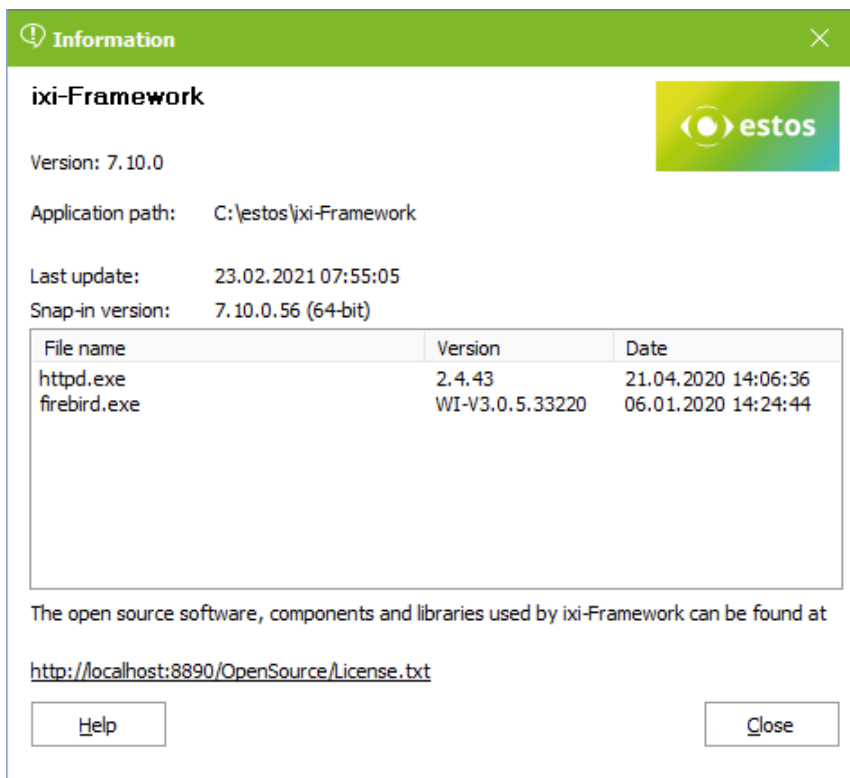 Information
ixi-Framework
estos
Version: 7.10.0
Application path: C:\estos\ixi-Framework
Last update: 23.02.2021 07:55:05
Snap-in version: 7.10.0.56 (64-bit)
File name Version Date
httpd.exe 2.4.43 21.04.2020 14:06:36
firebird.exe WI-V3.0.5.33220 06.01.2020 14:24:44
The open source software, components and libraries used by ixi-Framework can be found at
http://localhost:8890/OpenSource/License.txt
Help Close